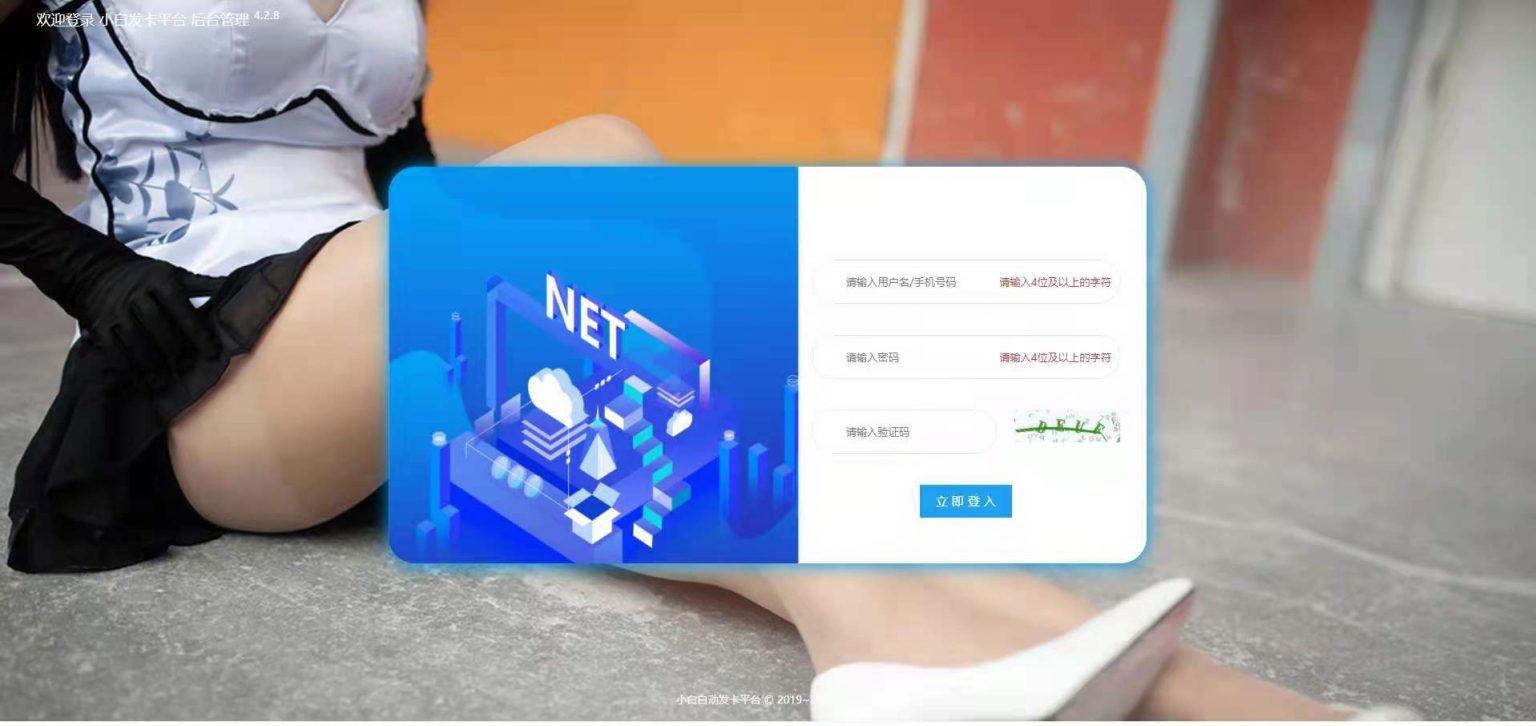 欢迎登录 小白发卡平台 后台管理 4.2.8
NET
请输入用户名/手机号码 请输入4位及以上的字符
请输入密码 请输入4位及以上的字符
请输入验证码
立即登入
小白自动发卡平台 © 2019~